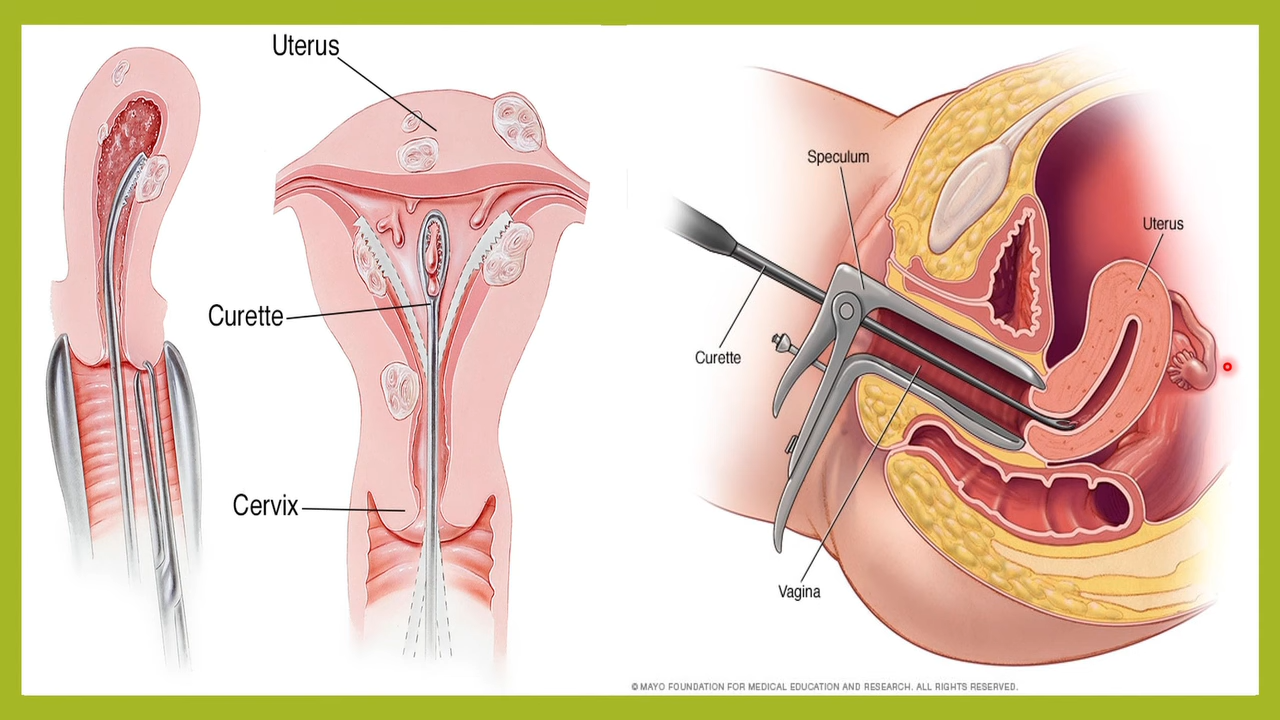 Uterus
Curette
Cervix
Speculum
Uterus
Curette
Vagina
© MAYO FOUNDATION FOR MEDICAL EDUCATION AND RESEARCH. ALL RIGHTS RESERVED.